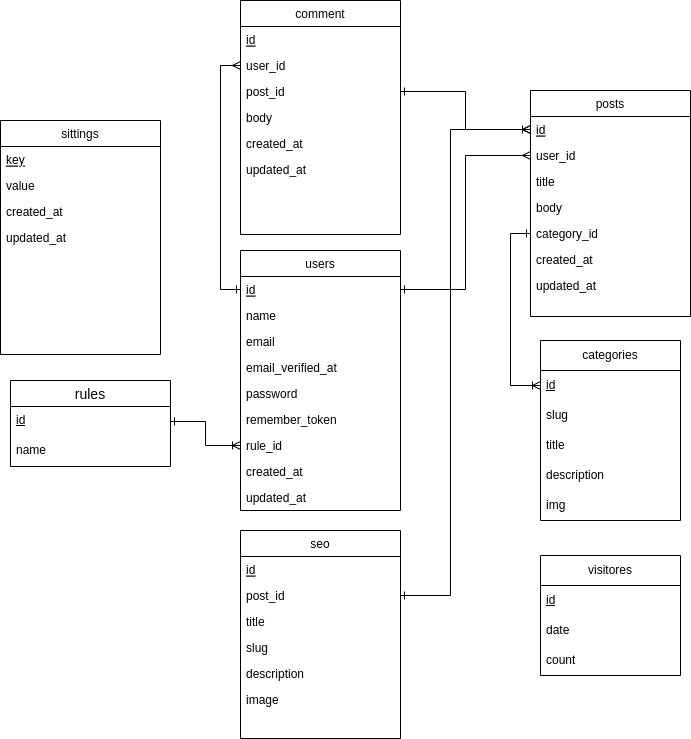 comment
id
user_id
post_id
body
created_at
updated_at
posts
id
user_id
title
body
category_id
created_at
updated_at
sittings
key
value
created_at
updated_at
users
id
name
email
email_verified_at
password
remember_token
rule_id
created_at
updated_at
categories
id
slug
title
description
img
rules
id
name
seo
id
post_id
title
slug
description
image
visitores
id
date
count